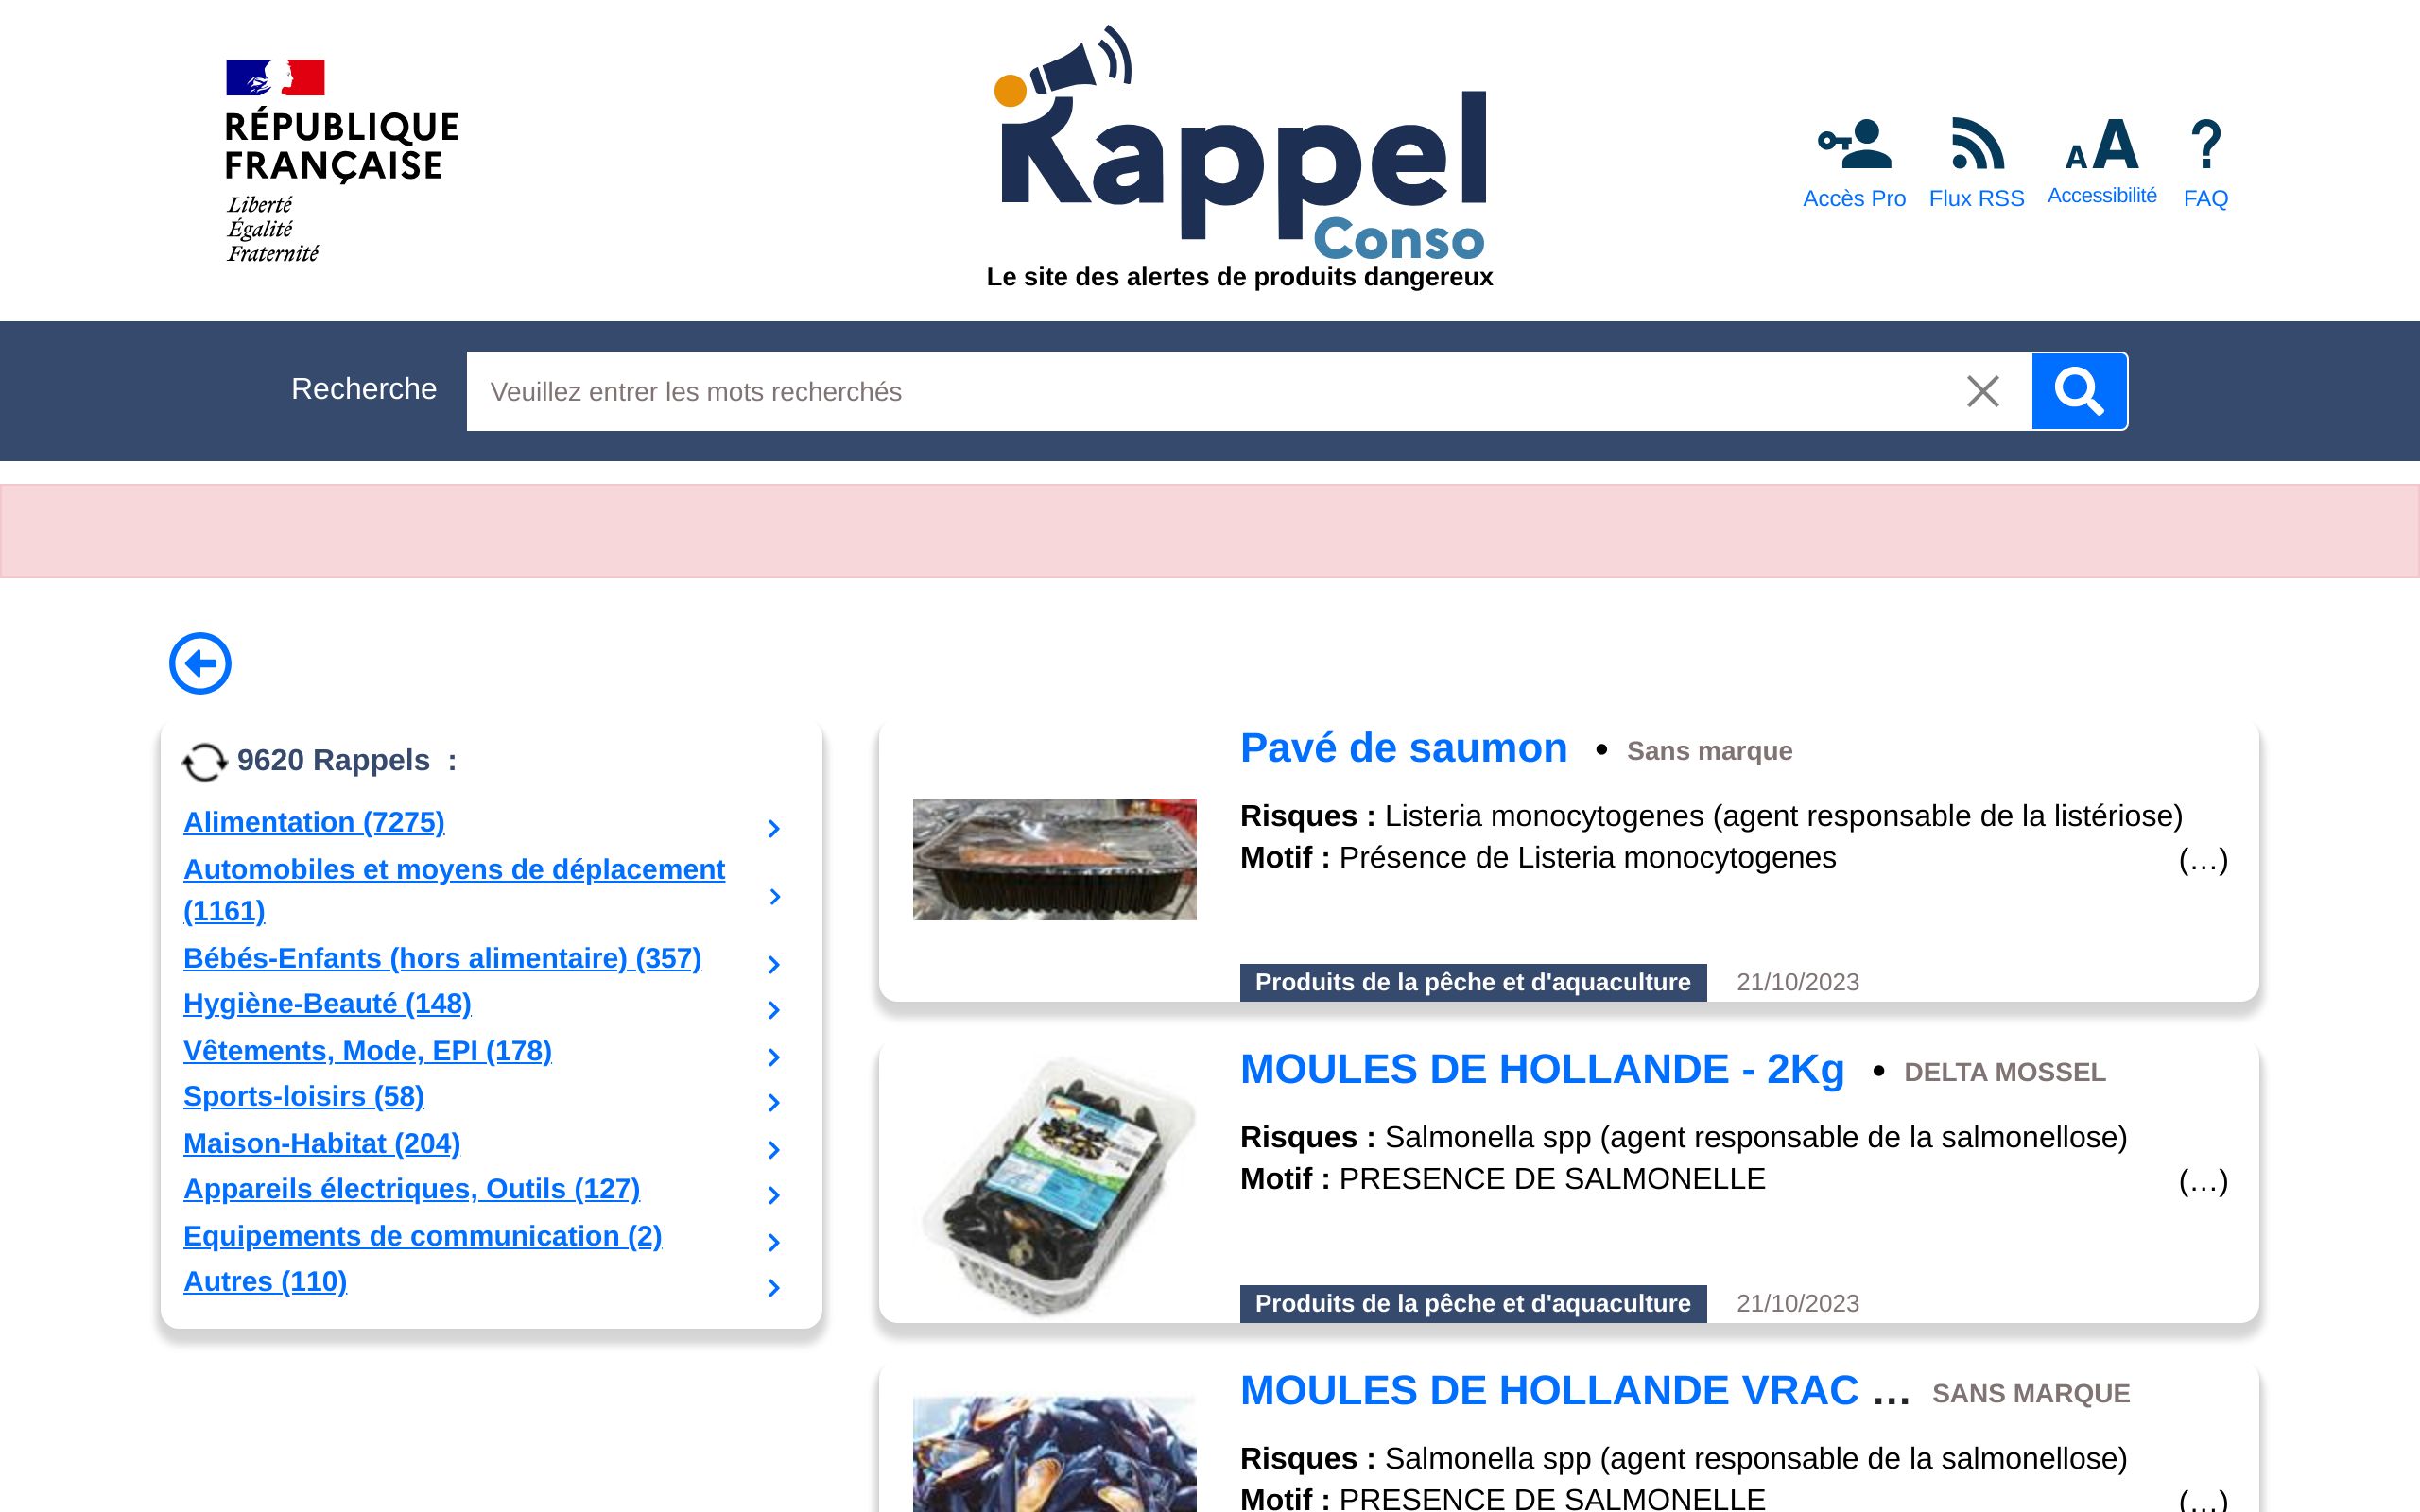 RÉPUBLIQUE
FRANÇAISE
Liberté
Égalité
Fraternité
Rappel
Conso
Le site des alertes de produits dangereux
Accès Pro
Flux RSS
AA
Accessibilité
?
FAQ
Recherche
Veuillez entrer les mots recherchés
9620 Rappels :
Alimentation (7275)
Automobiles et moyens de déplacement
(1161)
Bébés-Enfants (hors alimentaire) (357)
Hygiène-Beauté (148)
Vêtements, Mode, EPI (178)
Sports-loisirs (58)
Maison-Habitat (204)
Appareils électriques, Outils (127)
Equipements de communication (2)
Autres (110)
Pavé de saumon • Sans marque
Risques : Listeria monocytogenes (agent responsable de la listériose)
Motif : Présence de Listeria monocytogenes (…)
Produits de la pêche et d'aquaculture 21/10/2023
MOULES DE HOLLANDE - 2Kg • DELTA MOSSEL
Risques : Salmonella spp (agent responsable de la salmonellose)
Motif : PRESENCE DE SALMONELLE (…)
Produits de la pêche et d'aquaculture 21/10/2023
MOULES DE HOLLANDE VRAC … SANS MARQUE
Risques : Salmonella spp (agent responsable de la salmonellose)
Motif : PRESENCE DE SALMONELLE (…)